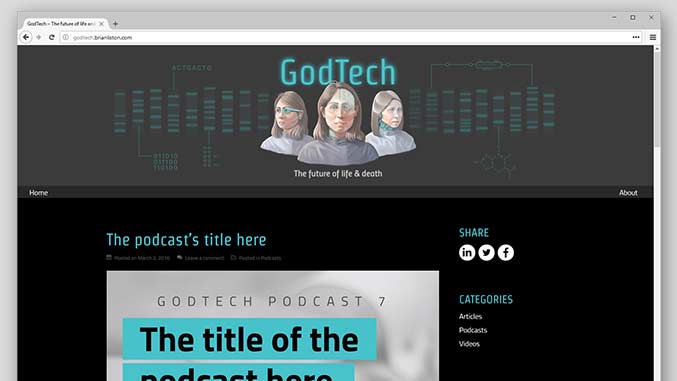 GodTech – The future of life and
godtech.brianliston.com
ACTGACTG
GodTech
011010
011100
110100
The future of life & death
Home
About
The podcast's title here
Posted on March 2, 2016
Leave a comment
Posted in Podcasts
SHARE
CATEGORIES
Articles
Podcasts
Videos
GODTECH PODCAST 7
The title of the
podcast here